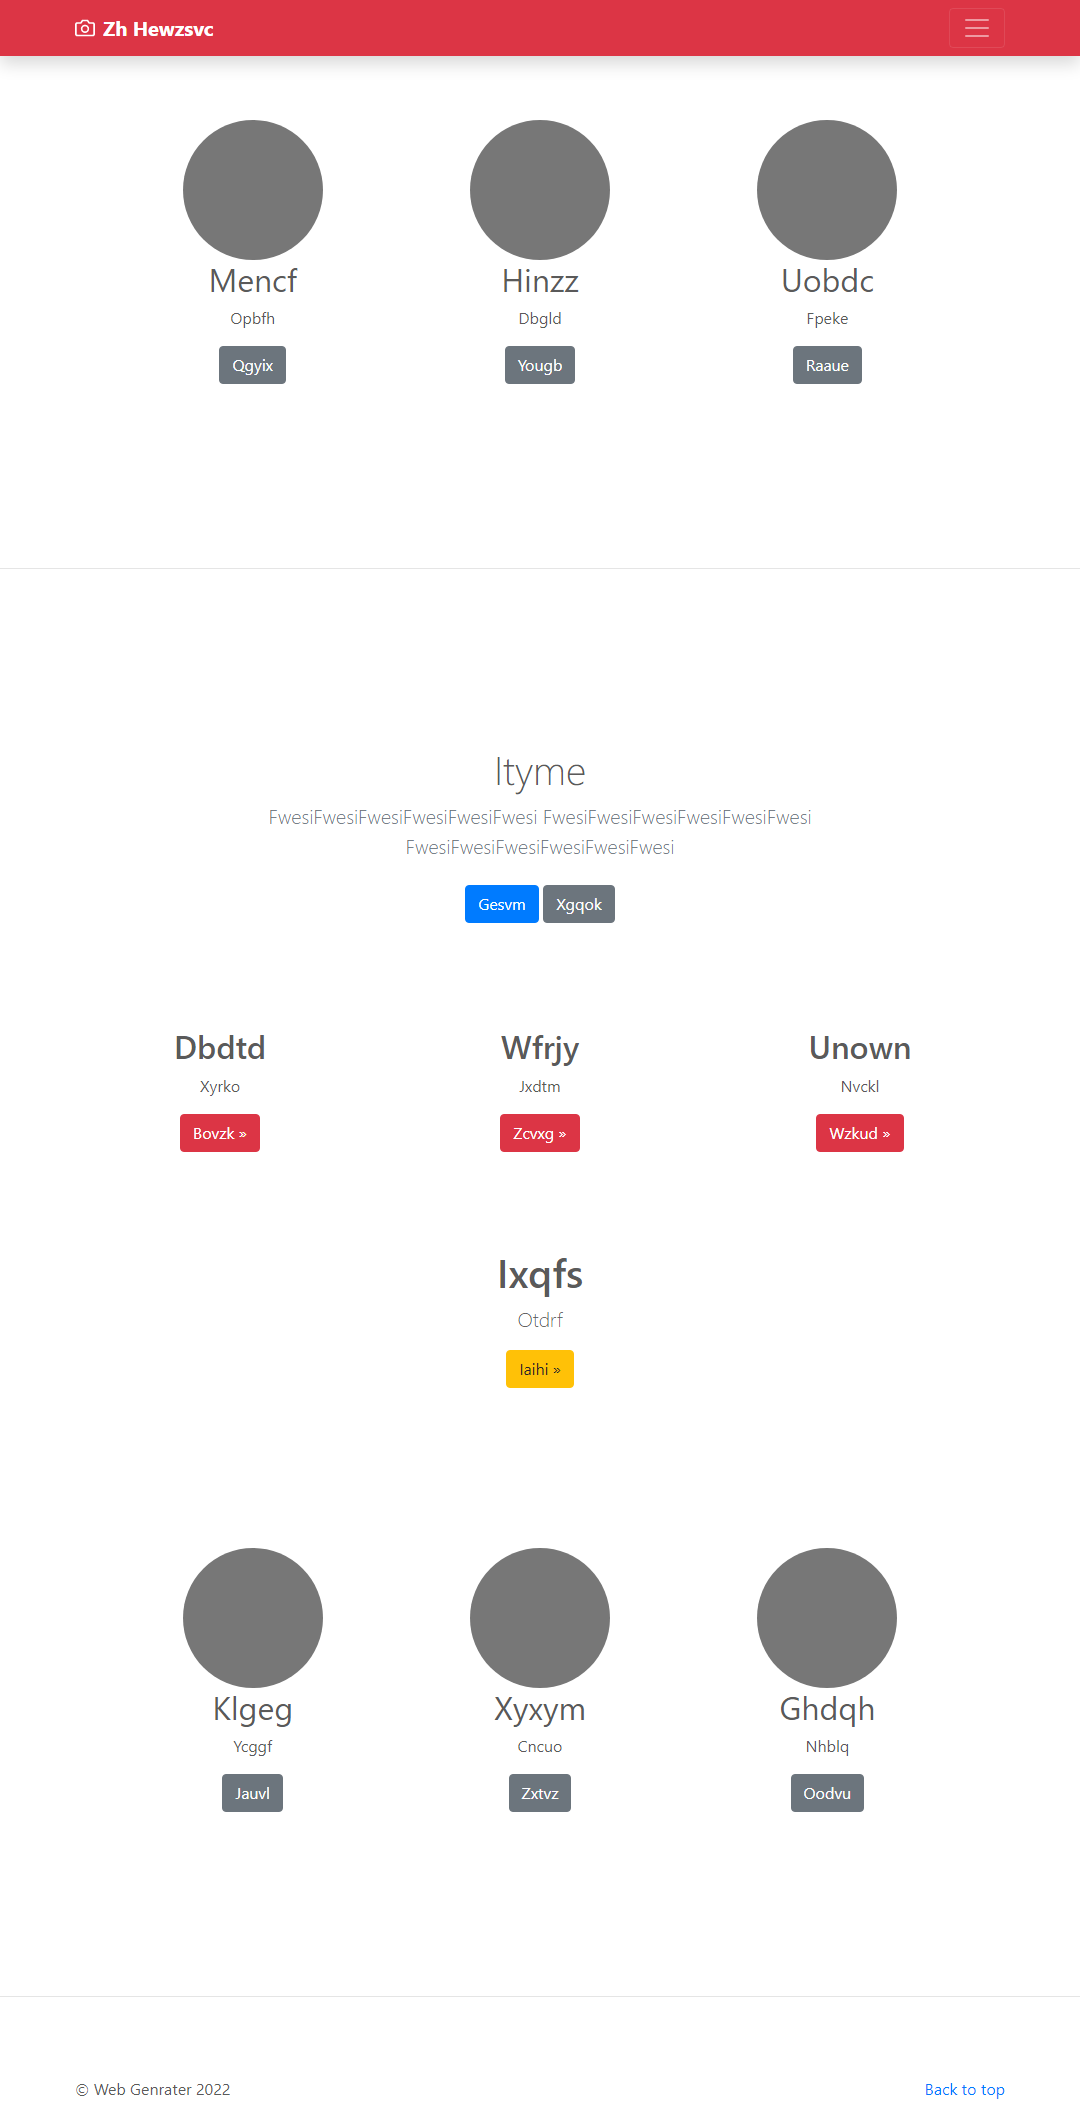 Zh Hewzsvc
Mencf
Hinzz
Uobdc
Opbfh
Dbgld
Fpeke
Qgyix
Yougb
Raaue
Ityme
FwesiFwesiFwesiFwesiFwesiFwesi FwesiFwesiFwesiFwesiFwesiFwesi
FwesiFwesiFwesiFwesiFwesiFwesi
Gesvm Xgqok
Dbdtd
Wfrjy
Unown
Xyrko
Jxdtm
Nvckl
Bovzk »
Zcvxg »
Wzkud »
Ixqfs
Otdrf
Iaihi »
Klgeg
Xyxym
Ghdqh
Ycggf
Cncuo
Nhblq
Jauvl
Zxtvz
Oodvu
© Web Genrater 2022
Back to top